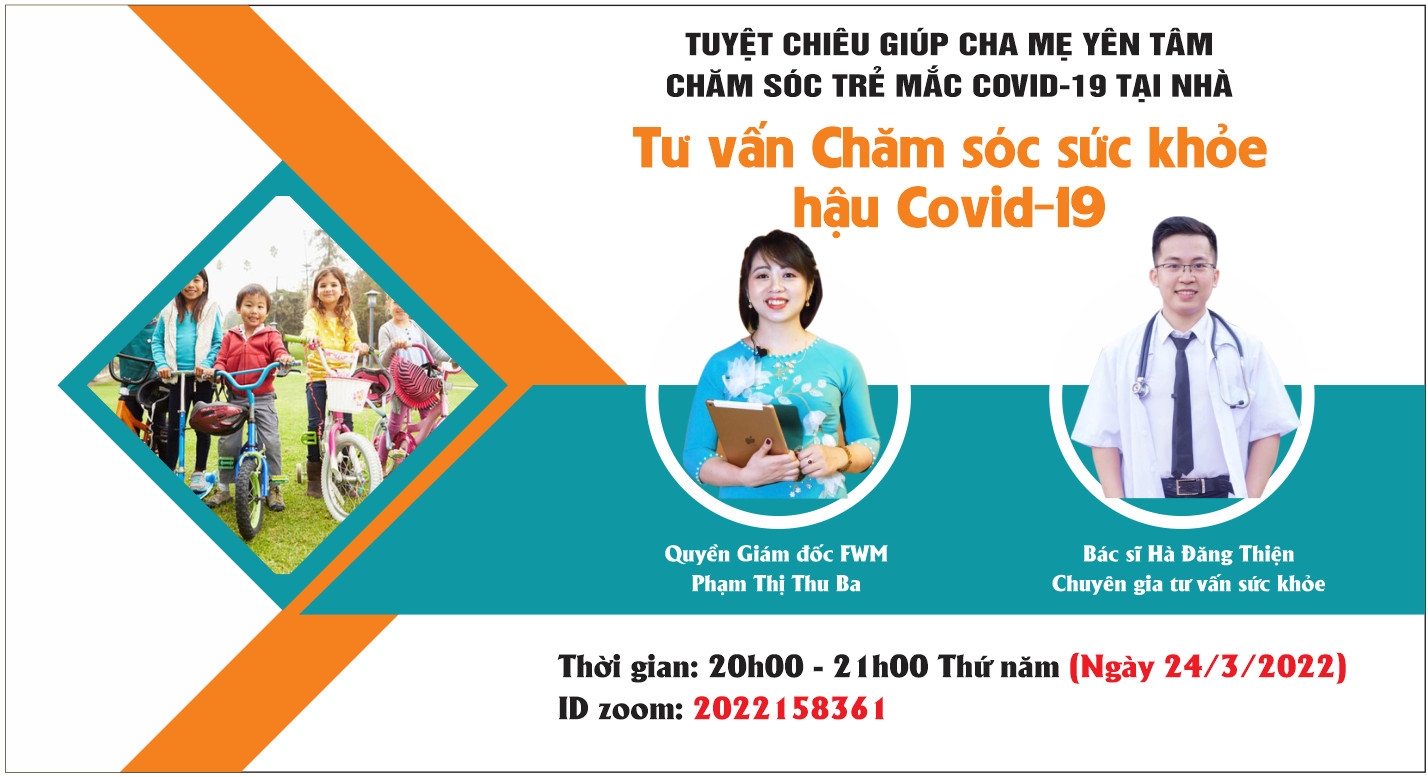 TUYỆT CHIÊU GIÚP CHA MẸ YÊN TÂM
CHĂM SÓC TRẺ MẮC COVID-19 TẠI NHÀ
Tư vấn Chăm sóc sức khỏe
hậu Covid-19
Quyền Giám đốc FWM
Phạm Thị Thu Ba
Bác sĩ Hà Đăng Thiện
Chuyên gia tư vấn sức khỏe
Thời gian: 20h00 - 21h00 Thứ năm (Ngày 24/3/2022)
ID zoom: 2022158361